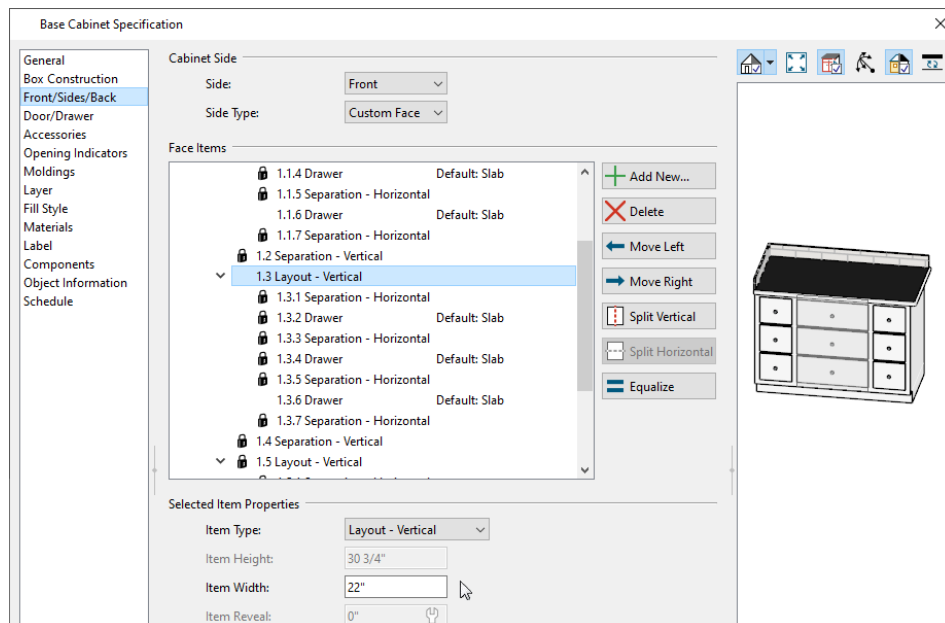 Base Cabinet Specification
General
Box Construction
Front/Sides/Back
Door/Drawer
Accessories
Opening Indicators
Moldings
Layer
Fill Style
Materials
Label
Components
Object Information
Schedule
Cabinet Side
Side: Front
Side Type: Custom Face
Face Items
1.1.4 Drawer Default: Slab
1.1.5 Separation - Horizontal
1.1.6 Drawer Default: Slab
1.1.7 Separation - Horizontal
1.2 Separation - Vertical
1.3 Layout - Vertical
1.3.1 Separation - Horizontal
1.3.2 Drawer Default: Slab
1.3.3 Separation - Horizontal
1.3.4 Drawer Default: Slab
1.3.5 Separation - Horizontal
1.3.6 Drawer Default: Slab
1.3.7 Separation - Horizontal
1.4 Separation - Vertical
1.5 Layout - Vertical
Add New...
Delete
Move Left
Move Right
Split Vertical
Split Horizontal
Equalize
Selected Item Properties
Item Type: Layout - Vertical
Item Height: 30 3/4"
Item Width: 22"
Item Reveal: 0"